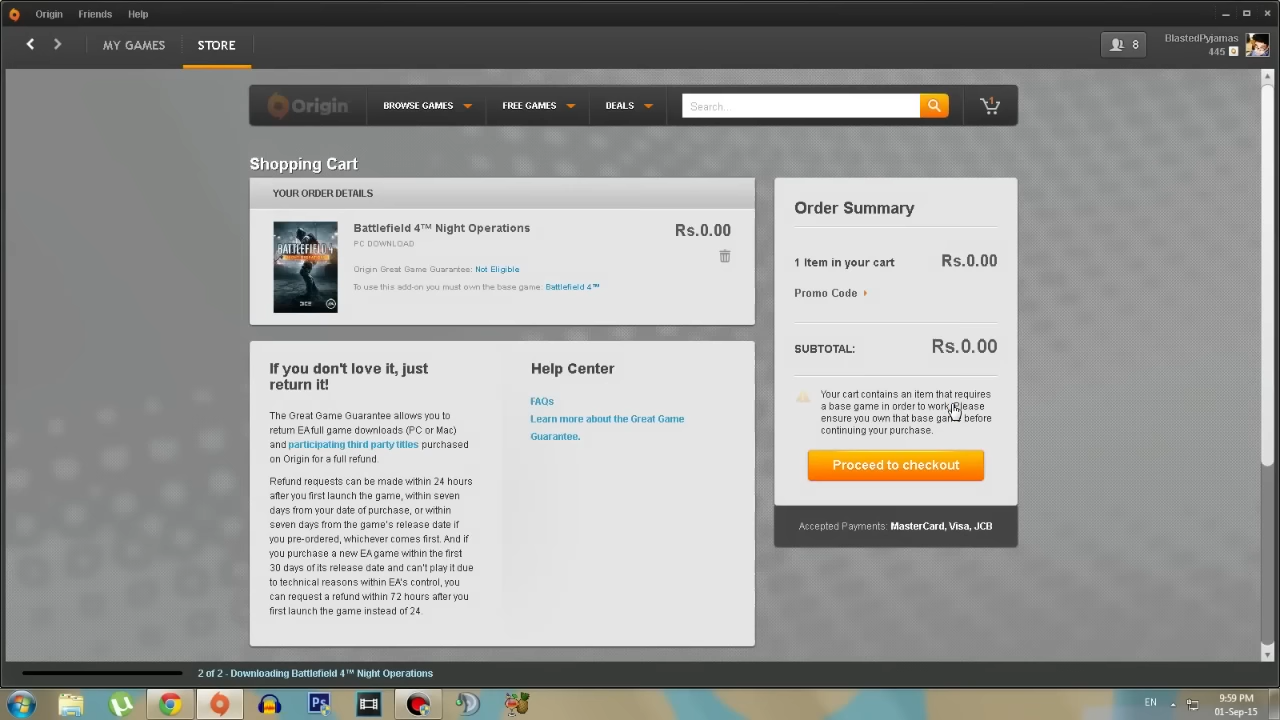 Origin Friends Help
MY GAMES STORE
8
BlastedPyjamas
445
Origin BROWSE GAMES FREE GAMES DEALS Search... 1
Shopping Cart
YOUR ORDER DETAILS
Battlefield 4™ Night Operations Rs.0.00
PC DOWNLOAD
Origin Great Game Guarantee: Not Eligible
To use this add-on you must own the base game: Battlefield 4™
BATTLEFIELD 4
Order Summary
1 Item in your cart Rs.0.00
Promo Code
SUBTOTAL: Rs.0.00
Your cart contains an item that requires
a base game in order to work. Please
ensure you own that base game before
continuing your purchase.
Proceed to checkout
Accepted Payments: MasterCard, Visa, JCB
If you don't love it, just
return it!
The Great Game Guarantee allows you to
return EA full game downloads (PC or Mac)
and participating third party titles purchased
on Origin for a full refund.
Refund requests can be made within 24 hours
after you first launch the game, within seven
days from your date of purchase, or within
seven days from the game's release date if
you pre-ordered, whichever comes first. And if
you purchase a new EA game within the first
30 days of its release date and can't play it due
to technical reasons within EA's control, you
can request a refund within 72 hours after you
first launch the game instead of 24.
Help Center
FAQs
Learn more about the Great Game
Guarantee.
2 of 2 - Downloading Battlefield 4™ Night Operations
Ps
EN
9:59 PM
01-Sep-15